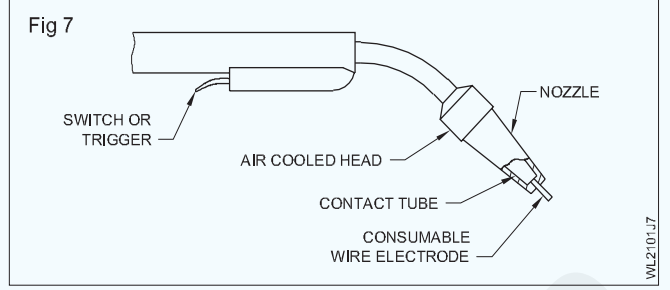 Fig 7
SWITCH OR
TRIGGER
NOZZLE
AIR COOLED HEAD
CONTACT TUBE
CONSUMABLE
WIRE ELECTRODE
WL2101J7